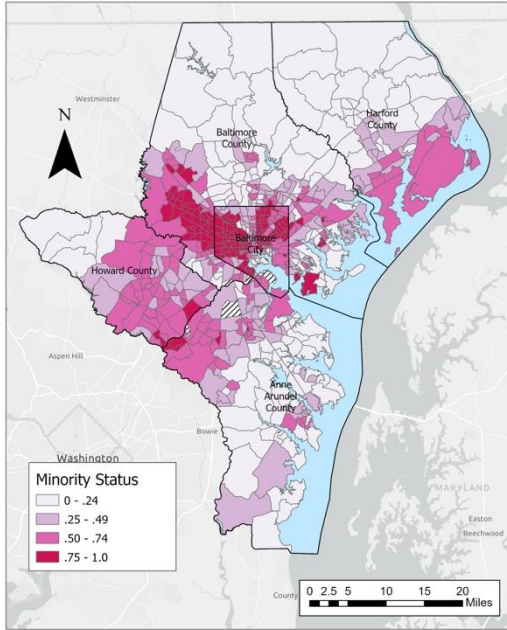 Westminster
N
Harford
County
Baltimore
County
Baltimore
City
Howard County
Aspen Hill
Anne
Arundel
County
Bowie
Washington
Minority Status
0 - .24
.25 - .49
.50 - .74
.75 - 1.0
MARYLAND
Easton
Beechwood
County
0 2.5 5 10 15 20
Miles